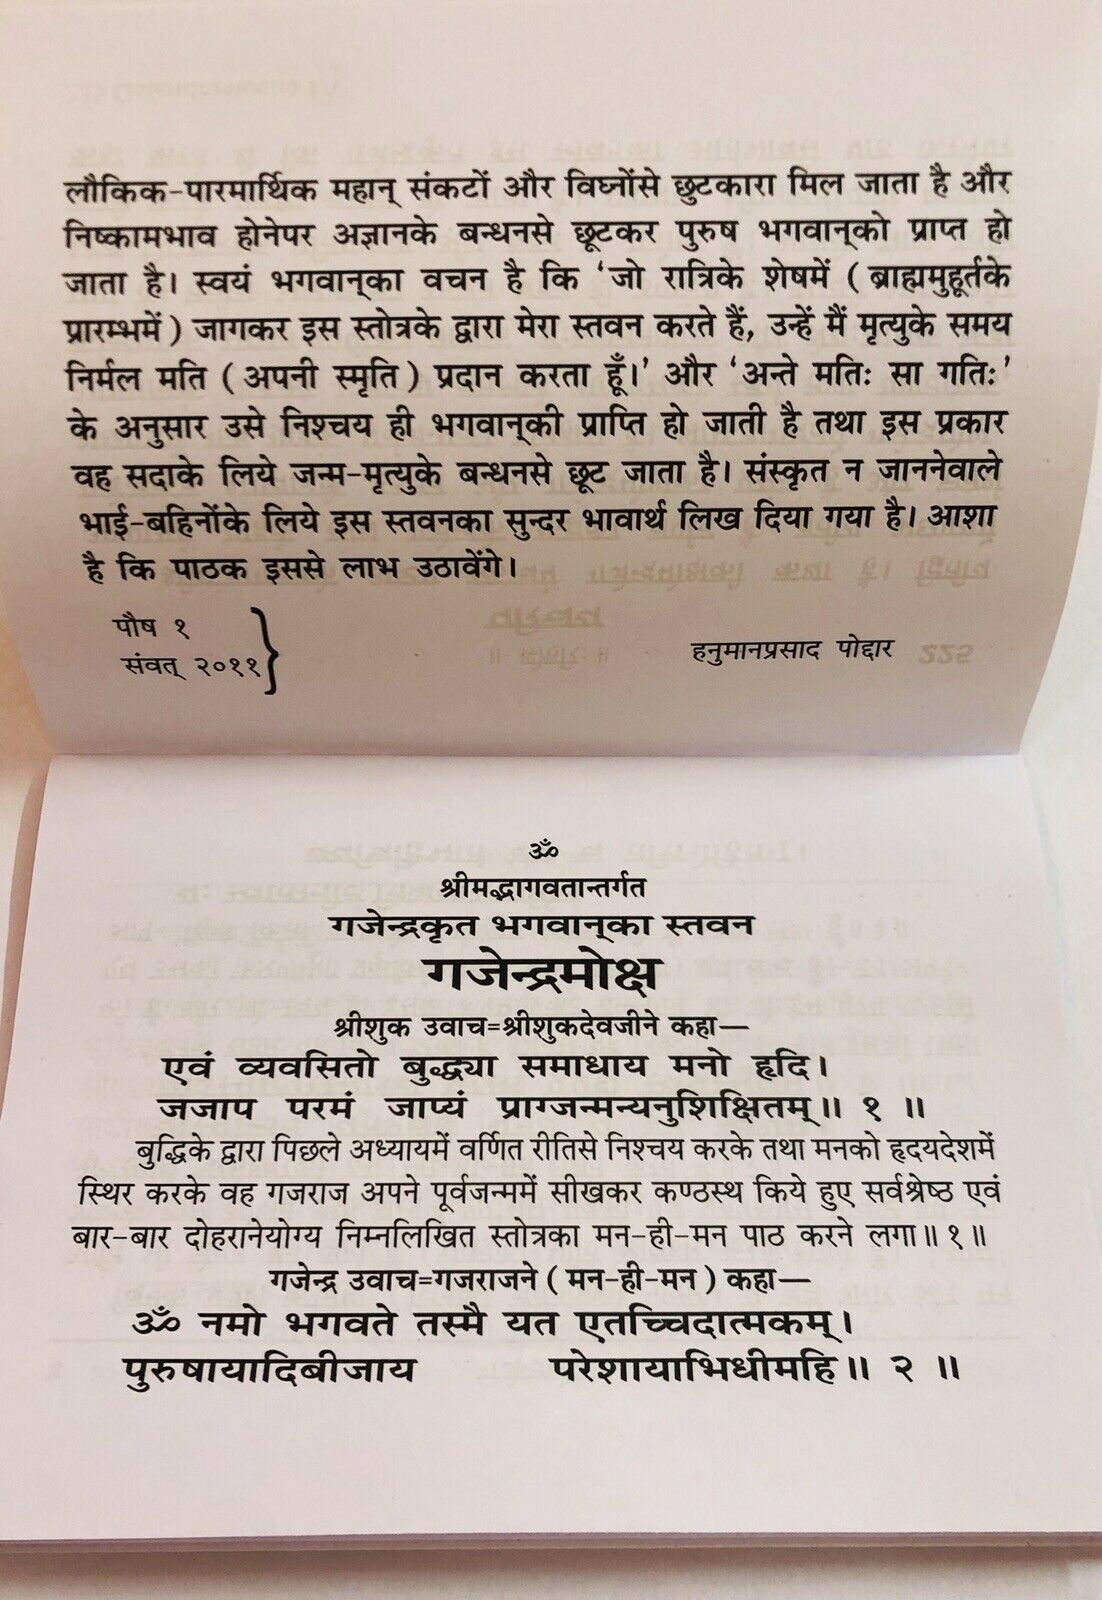 लौकिक-पारमार्थिक महान् संकटों और विघ्नोंसे छुटकारा मिल जाता है और
निष्कामभाव होनेपर अज्ञानके बन्धनसे छूटकर पुरुष भगवान्‌को प्राप्त हो
जाता है। स्वयं भगवान्‌का वचन है कि ‘जो रात्रिके शेषमें ( ब्राह्ममुहूर्तके
प्रारम्भमें ) जागकर इस स्तोत्रके द्वारा मेरा स्तवन करते हैं, उन्हें मैं मृत्युके समय
निर्मल मति ( अपनी स्मृति ) प्रदान करता हूँ।’ और ‘अन्ते मतिः सा गतिः’
के अनुसार उसे निश्चय ही भगवान्‌की प्राप्ति हो जाती है तथा इस प्रकार
वह सदाके लिये जन्म-मृत्युके बन्धनसे छूट जाता है। संस्कृत न जाननेवाले
भाई-बहिनोंके लिये इस स्तवनका सुन्दर भावार्थ लिख दिया गया है। आशा
है कि पाठक इससे लाभ उठावेंगे।
पौष १
संवत् २०११
हनुमानप्रसाद पोद्दार
ॐ
श्रीमद्भागवतान्तर्गत
गजेन्द्रकृत भगवान्‌का स्तवन
गजेन्द्रमोक्ष
श्रीशुक उवाच=श्रीशुकदेवजीने कहा—
एवं व्यवसितो बुद्ध्या समाधाय मनो हृदि।
जजाप परमं जाप्यं प्राग्जन्मन्यनुशिक्षितम्॥ १ ॥
बुद्धिके द्वारा पिछले अध्यायमें वर्णित रीतिसे निश्चय करके तथा मनको हृदयदेशमें
स्थिर करके वह गजराज अपने पूर्वजन्ममें सीखकर कण्ठस्थ किये हुए सर्वश्रेष्ठ एवं
बार-बार दोहरानेयोग्य निम्नलिखित स्तोत्रका मन-ही-मन पाठ करने लगा॥ १॥
गजेन्द्र उवाच=गजराजने ( मन-ही-मन ) कहा—
ॐ नमो भगवते तस्मै यत एतच्चिदात्मकम्।
पुरुषायादिबीजाय परेशायाभिधीमहि॥ २ ॥